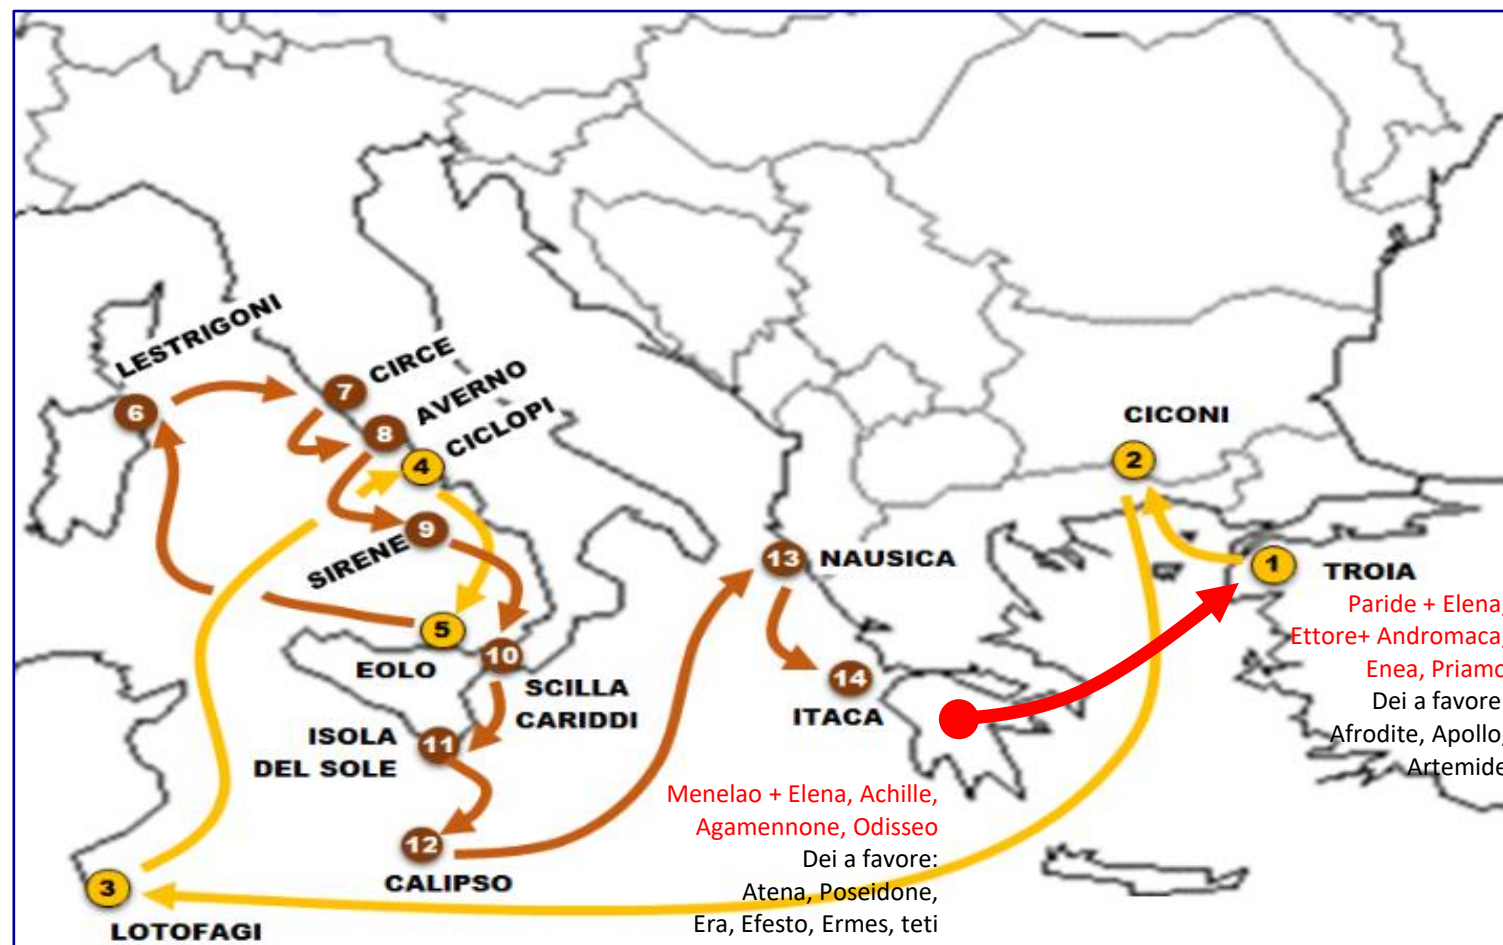 LESTRIGONI
6
7
CIRCE
8
AVERNO
4
CICLOPI
9
SIRENE
5
EOLO
10
SCILLA
CARIDDI
11
ISOLA
DEL SOLE
12
CALIPSO
3
LOTOFAGI
13
NAUSICA
14
ITACA
CICONI
2
1
TROIA
Paride + Elena,
Ettore+ Andromaca,
Enea, Priamo
Dei a favore
Afrodite, Apollo,
Artemide
Menelao + Elena, Achille,
Agamennone, Odisseo
Dei a favore:
Atena, Poseidone,
Era, Efesto, Ermes, teti